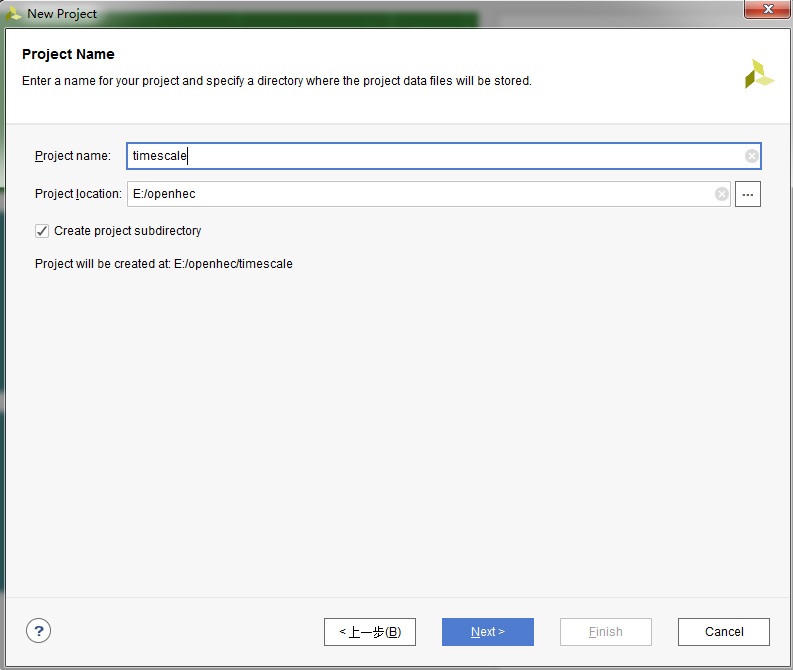 New Project
Project Name
Enter a name for your project and specify a directory where the project data files will be stored.
Project name: timescale
Project location: E:/openhec ...
Create project subdirectory
Project will be created at: E:/openhec/timescale
? < 上一步(B) Next > Finish Cancel